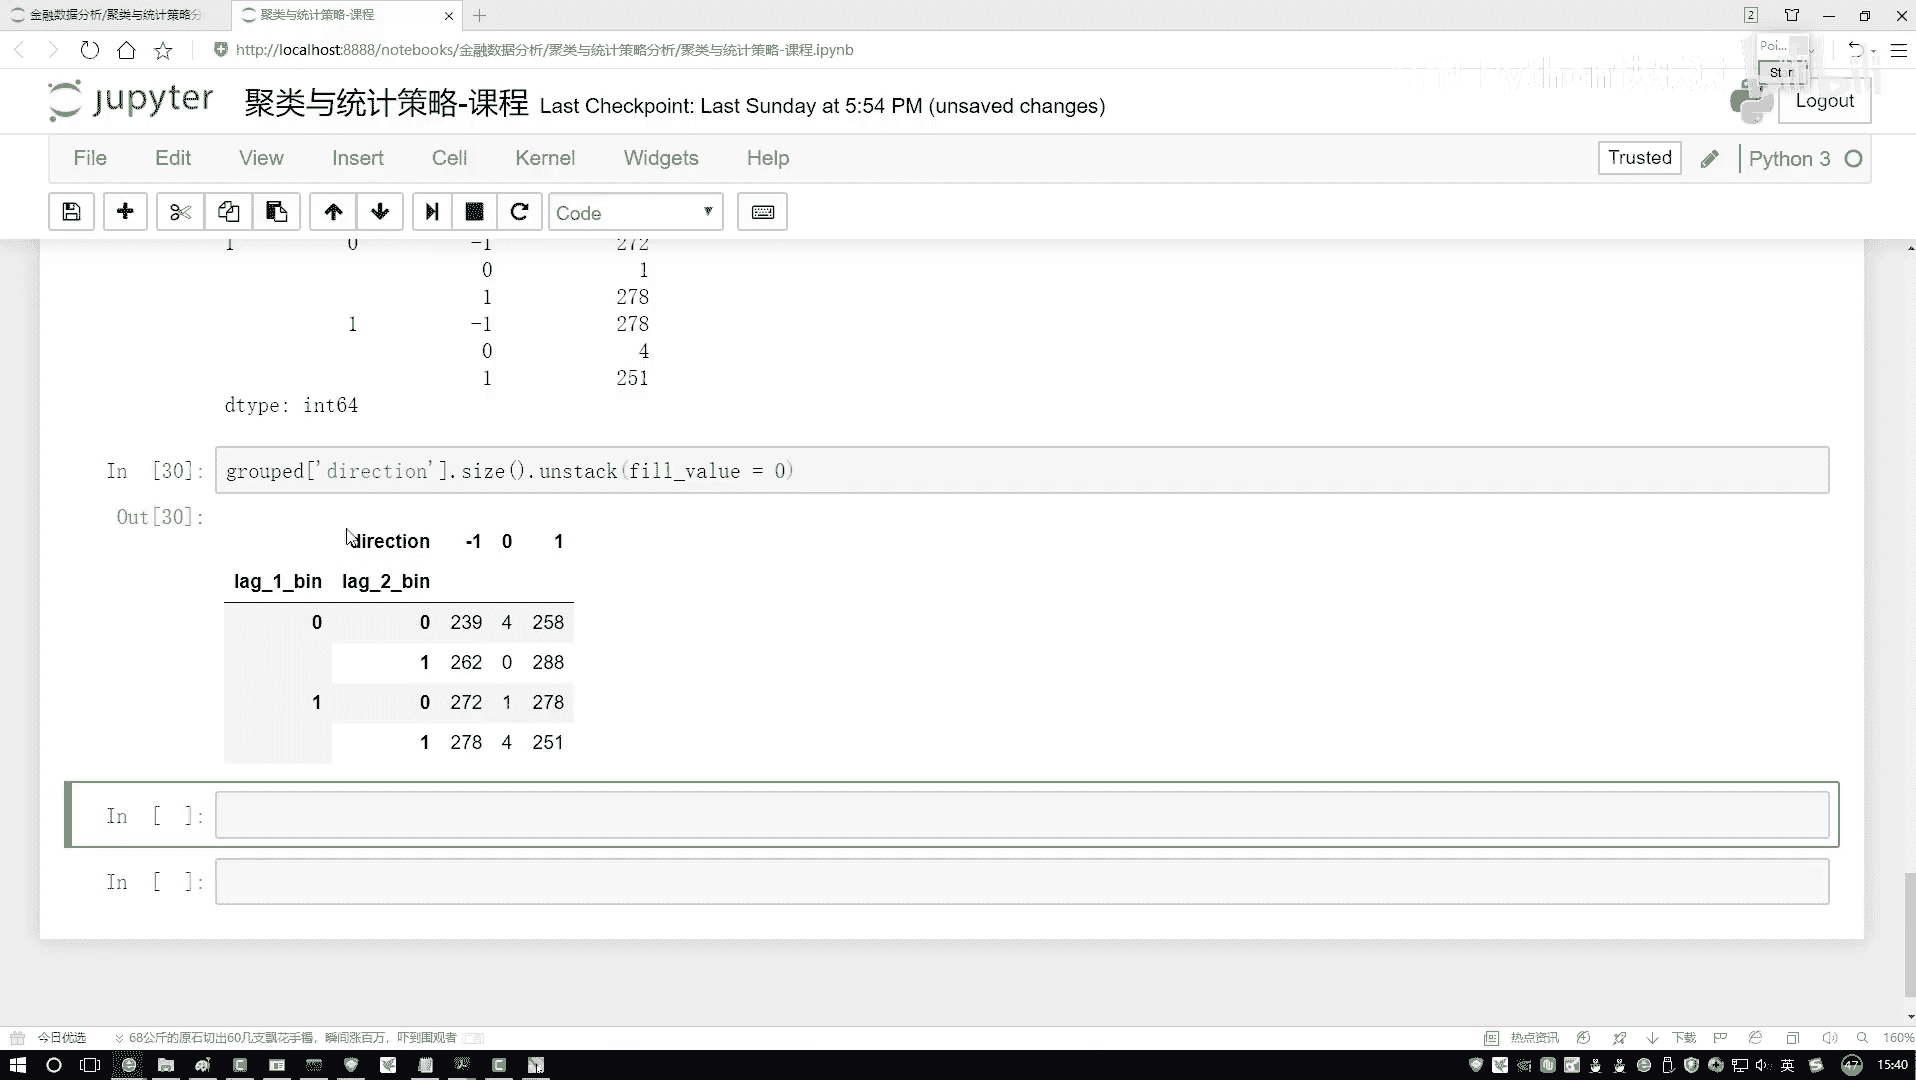 金融数据分析/聚类与统计策略分
聚类与统计策略-课程
2
http://localhost:8888/notebooks/金融数据分析/聚类与统计策略分析/聚类与统计策略-课程.ipynb
Poi...
jupyter 聚类与统计策略-课程 Last Checkpoint: Last Sunday at 5:54 PM (unsaved changes)
Logout
File Edit View Insert Cell Kernel Widgets Help
Trusted Python 3
Code
1 0 -1 272
0 1
1 278
1 -1 278
0 4
1 251
dtype: int64
In [30]: grouped['direction'].size().unstack(fill_value = 0)
Out[30]:
direction -1 0 1
lag_1_bin lag_2_bin
0 0 239 4 258
1 262 0 288
1 0 272 1 278
1 278 4 251
In [ ]:
In [ ]:
今日优选 68公斤的原石切出60几支飘花手镯，瞬间涨百万，吓到围观者
热点资讯 下载 160%
英 47 15:40